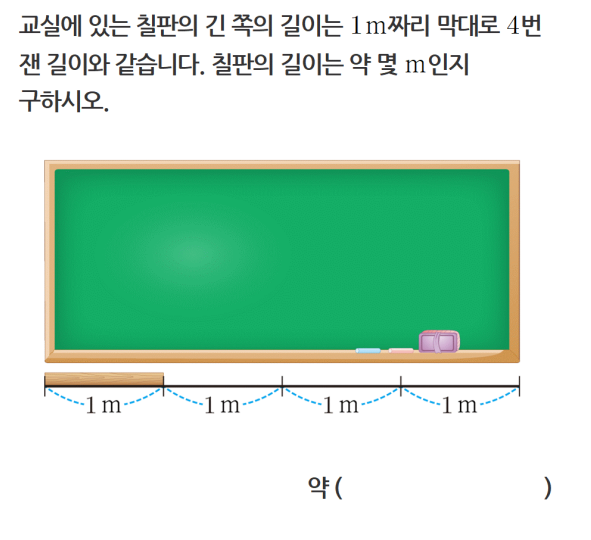 교실에 있는 칠판의 긴 쪽의 길이는 1 m짜리 막대로 4번
잰 길이와 같습니다. 칠판의 길이는 약 몇 m인지
구하시오.
1 m 1 m 1 m 1 m
약 ( )